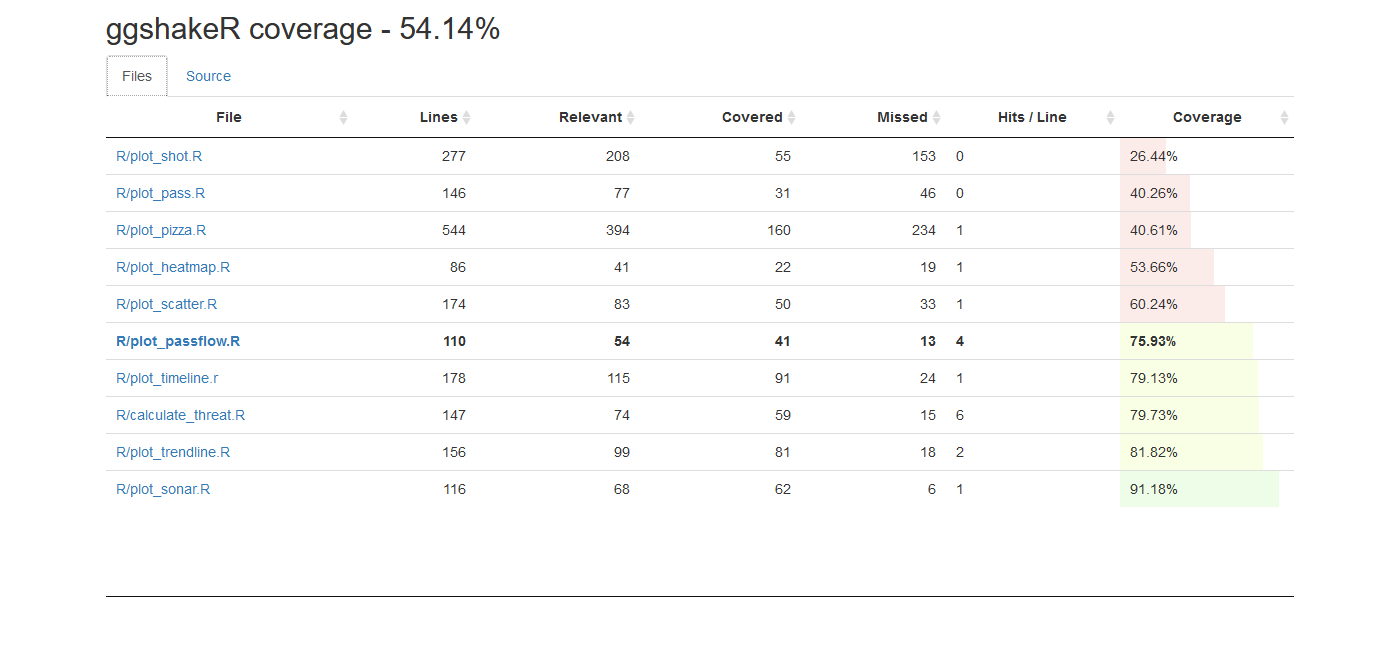 ggshakeR coverage - 54.14%
Files Source
File Lines Relevant Covered Missed Hits / Line Coverage
R/plot_shot.R 277 208 55 153 0 26.44%
R/plot_pass.R 146 77 31 46 0 40.26%
R/plot_pizza.R 544 394 160 234 1 40.61%
R/plot_heatmap.R 86 41 22 19 1 53.66%
R/plot_scatter.R 174 83 50 33 1 60.24%
R/plot_passflow.R 110 54 41 13 4 75.93%
R/plot_timeline.r 178 115 91 24 1 79.13%
R/calculate_threat.R 147 74 59 15 6 79.73%
R/plot_trendline.R 156 99 81 18 2 81.82%
R/plot_sonar.R 116 68 62 6 1 91.18%